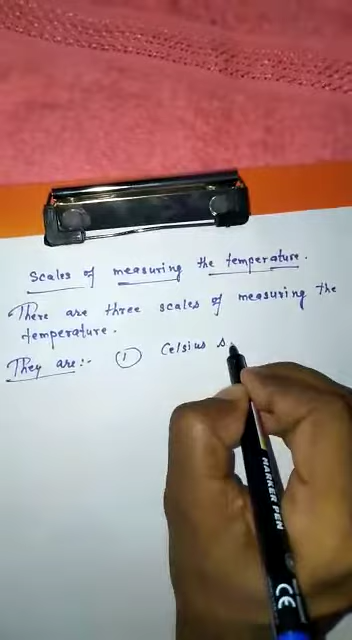 Scales of measuring the temperature.
There are three scales of measuring the
temperature.
They are:- ① Celsius s
MARKER PEN
CE